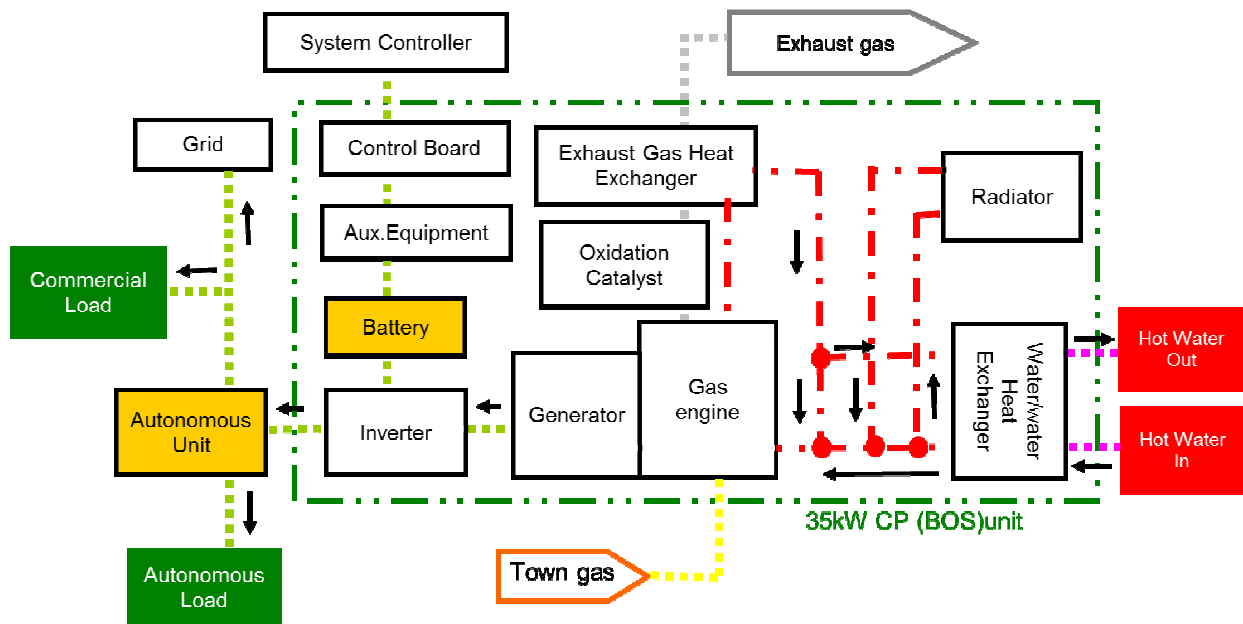 System Controller
Exhaust gas
Grid
Control Board
Exhaust Gas Heat
Exchanger
Radiator
Aux.Equipment
Oxidation
Catalyst
Commercial
Load
Battery
Hot Water
Out
Water/water
Heat
Exchanger
Gas
engine
Generator
Autonomous
Unit
Inverter
Hot Water
In
35kW CP (BOS)unit
Town gas
Autonomous
Load